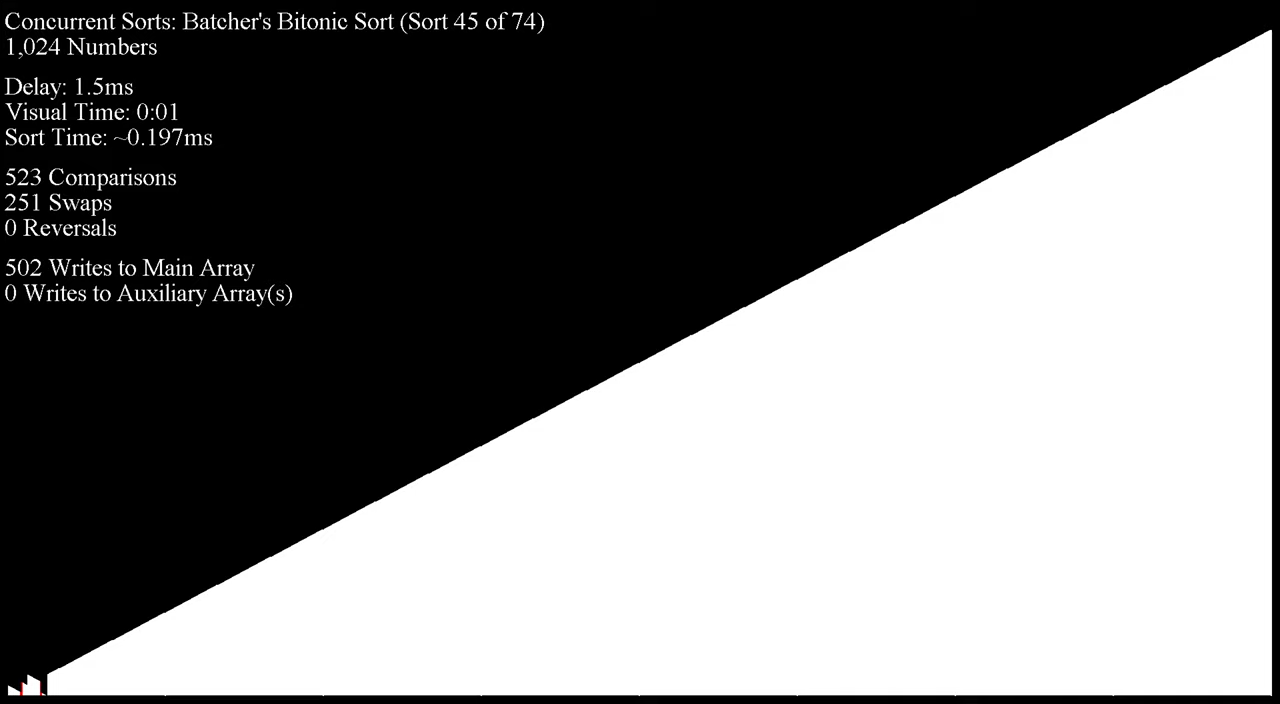 Concurrent Sorts: Batcher's Bitonic Sort (Sort 45 of 74)
1,024 Numbers
Delay: 1.5ms
Visual Time: 0:01
Sort Time: ~0.197ms
523 Comparisons
251 Swaps
0 Reversals
502 Writes to Main Array
0 Writes to Auxiliary Array(s)